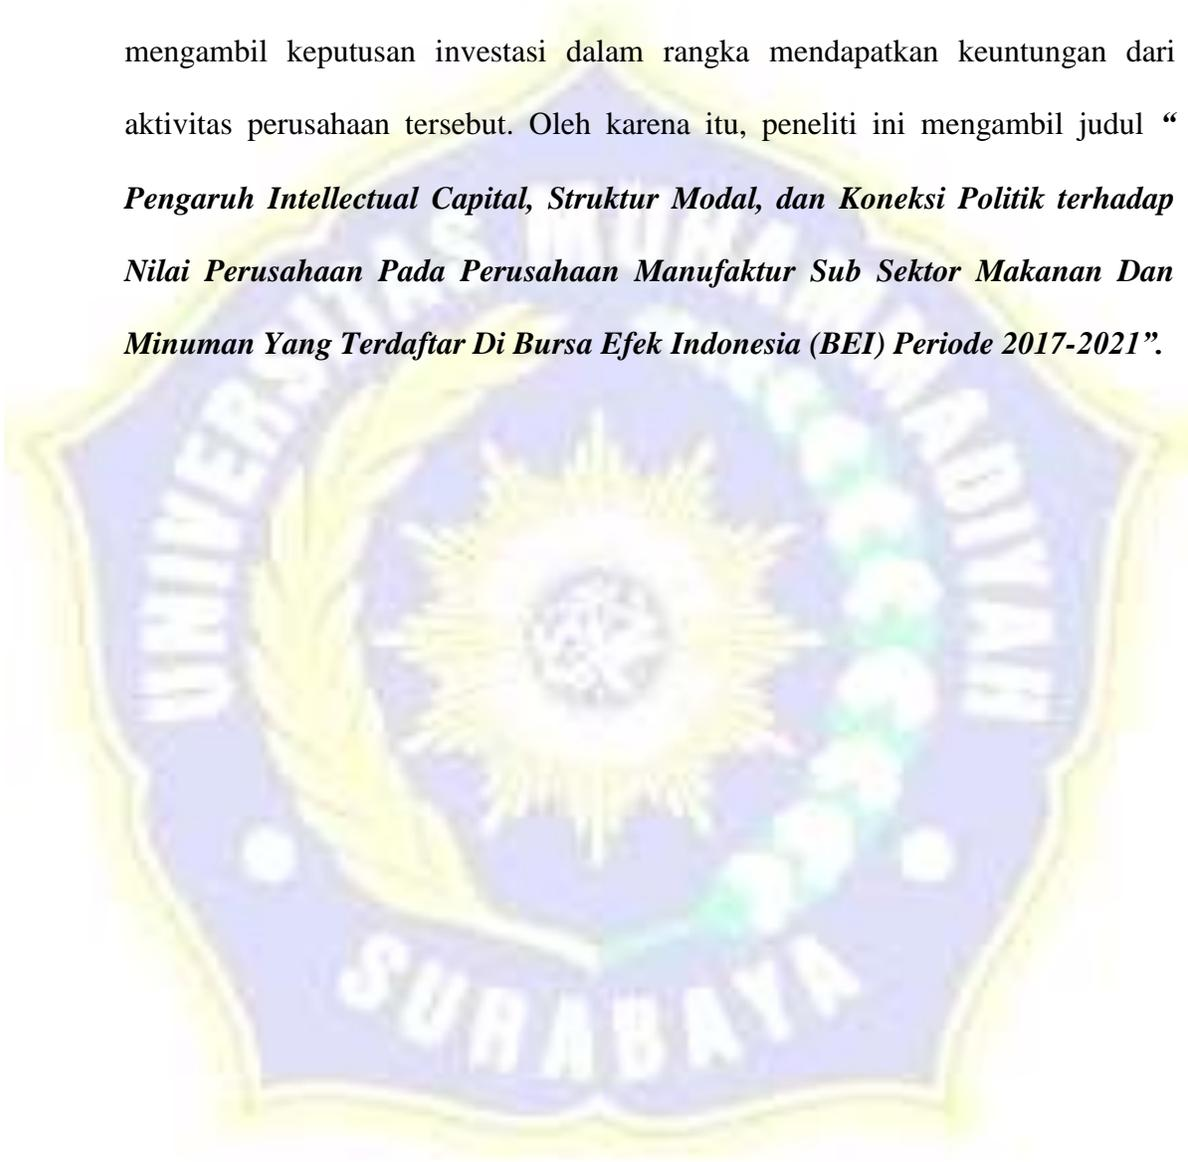 mengambil keputusan investasi dalam rangka mendapatkan keuntungan dari
aktivitas perusahaan tersebut. Oleh karena itu, peneliti ini mengambil judul “
Pengaruh Intellectual Capital, Struktur Modal, dan Koneksi Politik terhadap
Nilai Perusahaan Pada Perusahaan Manufaktur Sub Sektor Makanan Dan
Minuman Yang Terdaftar Di Bursa Efek Indonesia (BEI) Periode 2017-2021”.
UNIVERSITAS MUHAMMADIYAH
SURABAYA